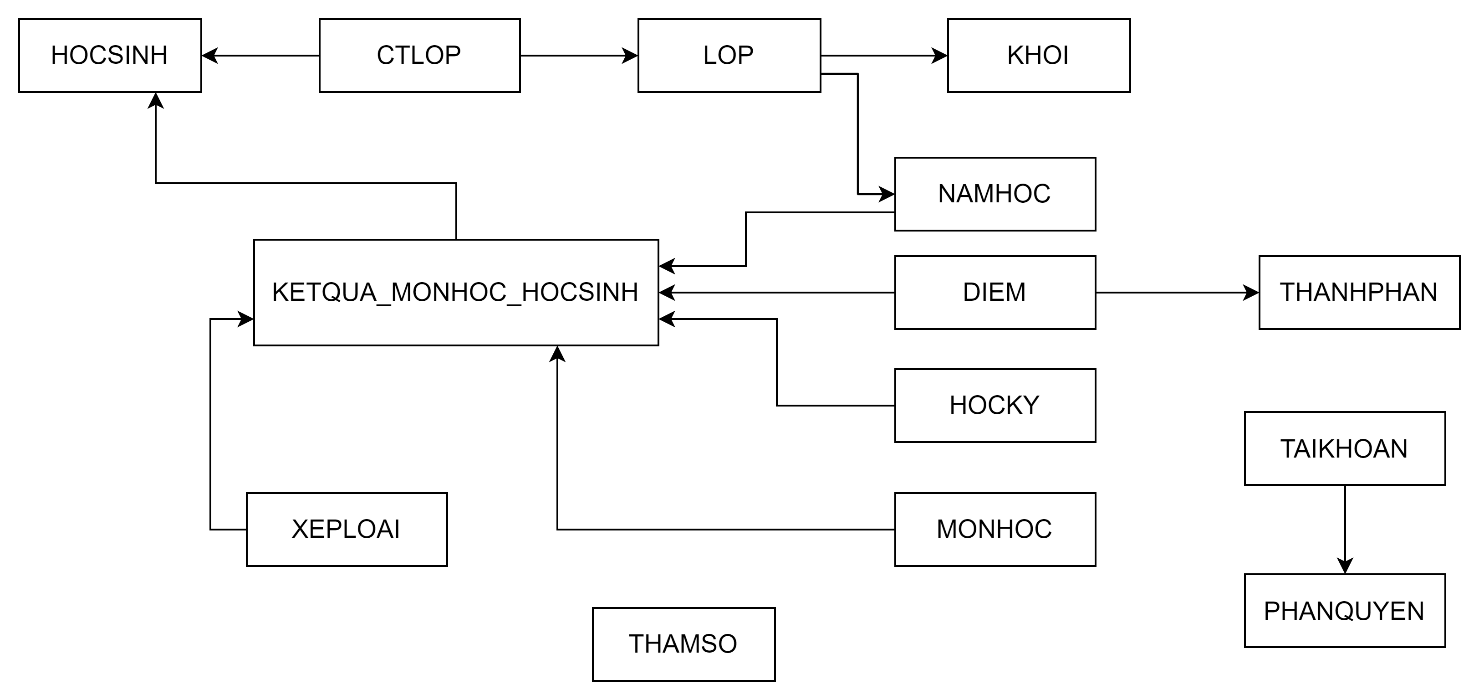 HOCSINH
CTLOP
LOP
KHOI
NAMHOC
KETQUA_MONHOC_HOCSINH
DIEM
THANHPHAN
HOCKY
TAIKHOAN
XEPLOAI
MONHOC
PHANQUYEN
THAMSO